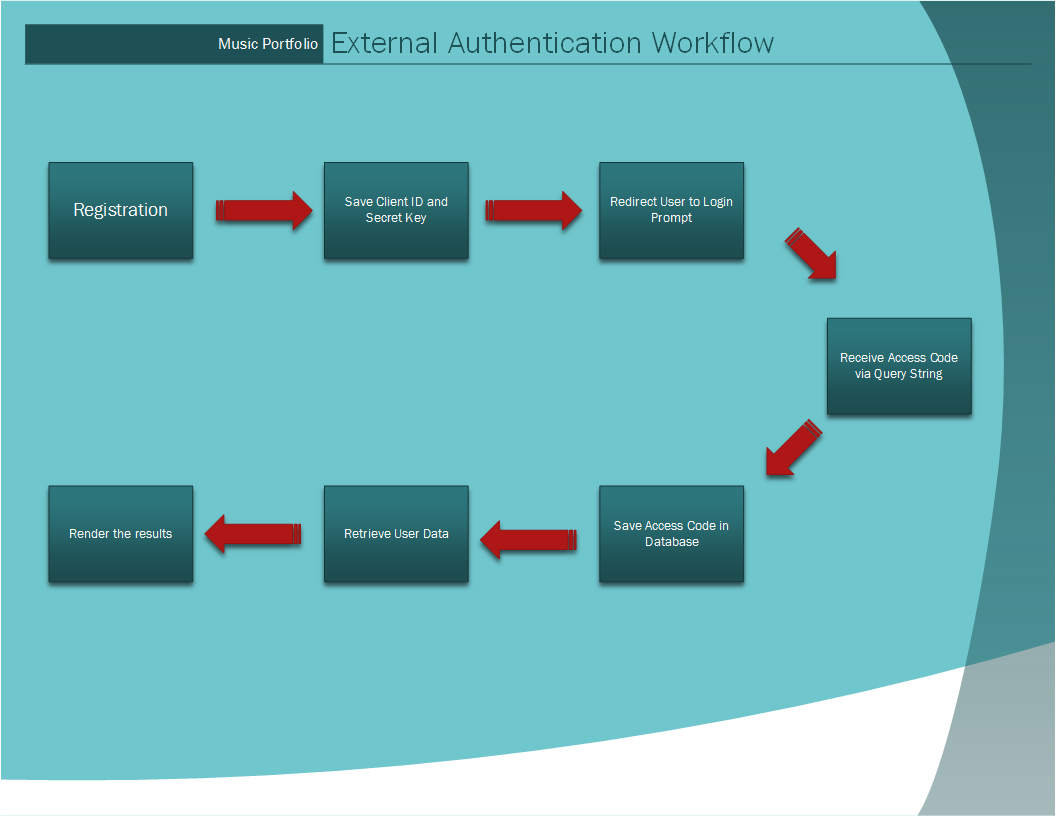 Music Portfolio External Authentication Workflow
Registration
Save Client ID and
Secret Key
Redirect User to Login
Prompt
Receive Access Code
via Query String
Save Access Code in
Database
Retrieve User Data
Render the results